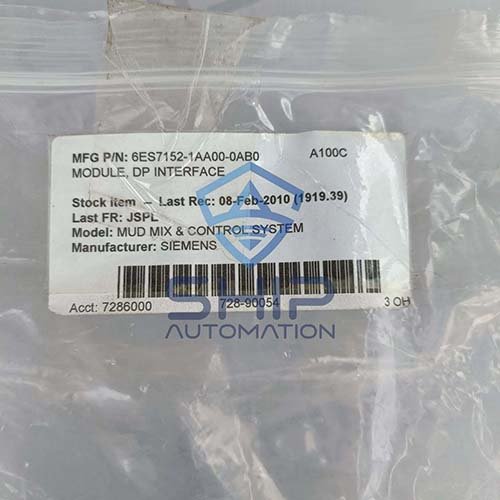 MFG P/N: 6ES7152-1AA00-0AB0 A100C
MODULE, DP INTERFACE
Stock item – Last Rec: 08-Feb-2010 (1919.39)
Last FR: JSPL
Model: MUD MIX & CONTROL SYSTEM
Manufacturer: SIEMENS
Acct: 7286000 728-90054 3 OH
SHIP
AUTOMATION